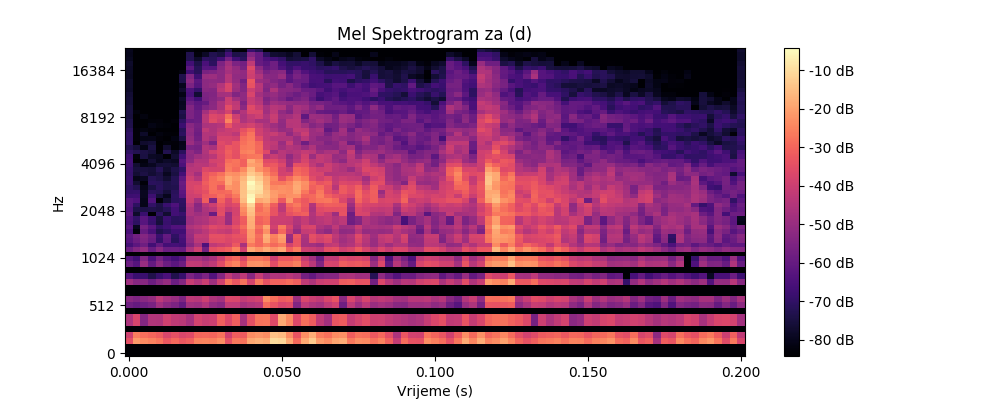 Mel Spektrogram za (d)
Hz
16384
8192
4096
2048
1024
512
0
0.000 0.050 0.100 0.150 0.200
Vrijeme (s)
-10 dB
-20 dB
-30 dB
-40 dB
-50 dB
-60 dB
-70 dB
-80 dB